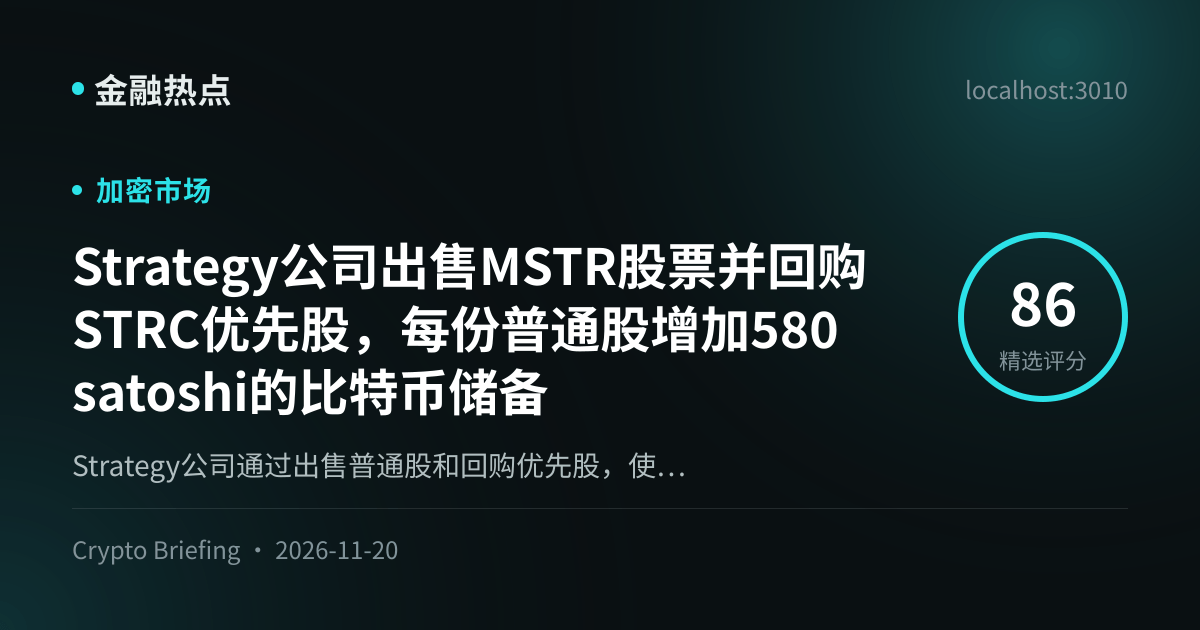 金融热点
localhost:3010
加密市场
Strategy公司出售MSTR股票并回购
STRC优先股，每份普通股增加580
satoshi的比特币储备
86
精选评分
Strategy公司通过出售普通股和回购优先股，使…
Crypto Briefing · 2026-11-20